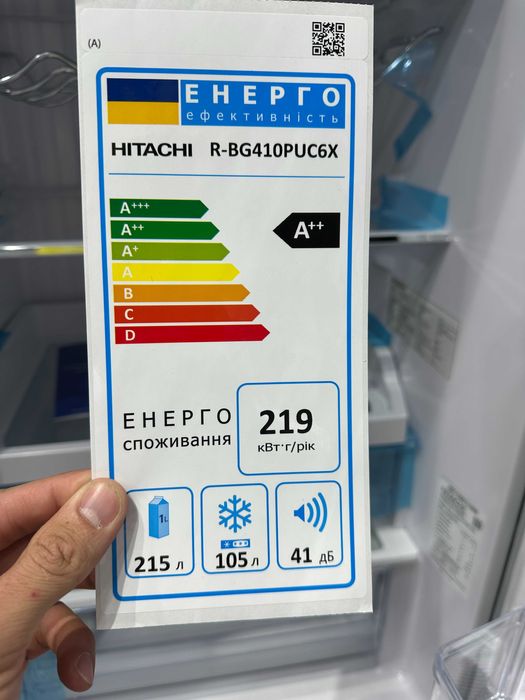 (A)
ЕНЕРГО
ефективність
HITACHI R-BG410PUC6X
A+++
A++
A++
A+
A
B
C
D
ЕНЕРГО
споживання
219
кВт·г/рік
1L
215 л
105 л
41 дБ